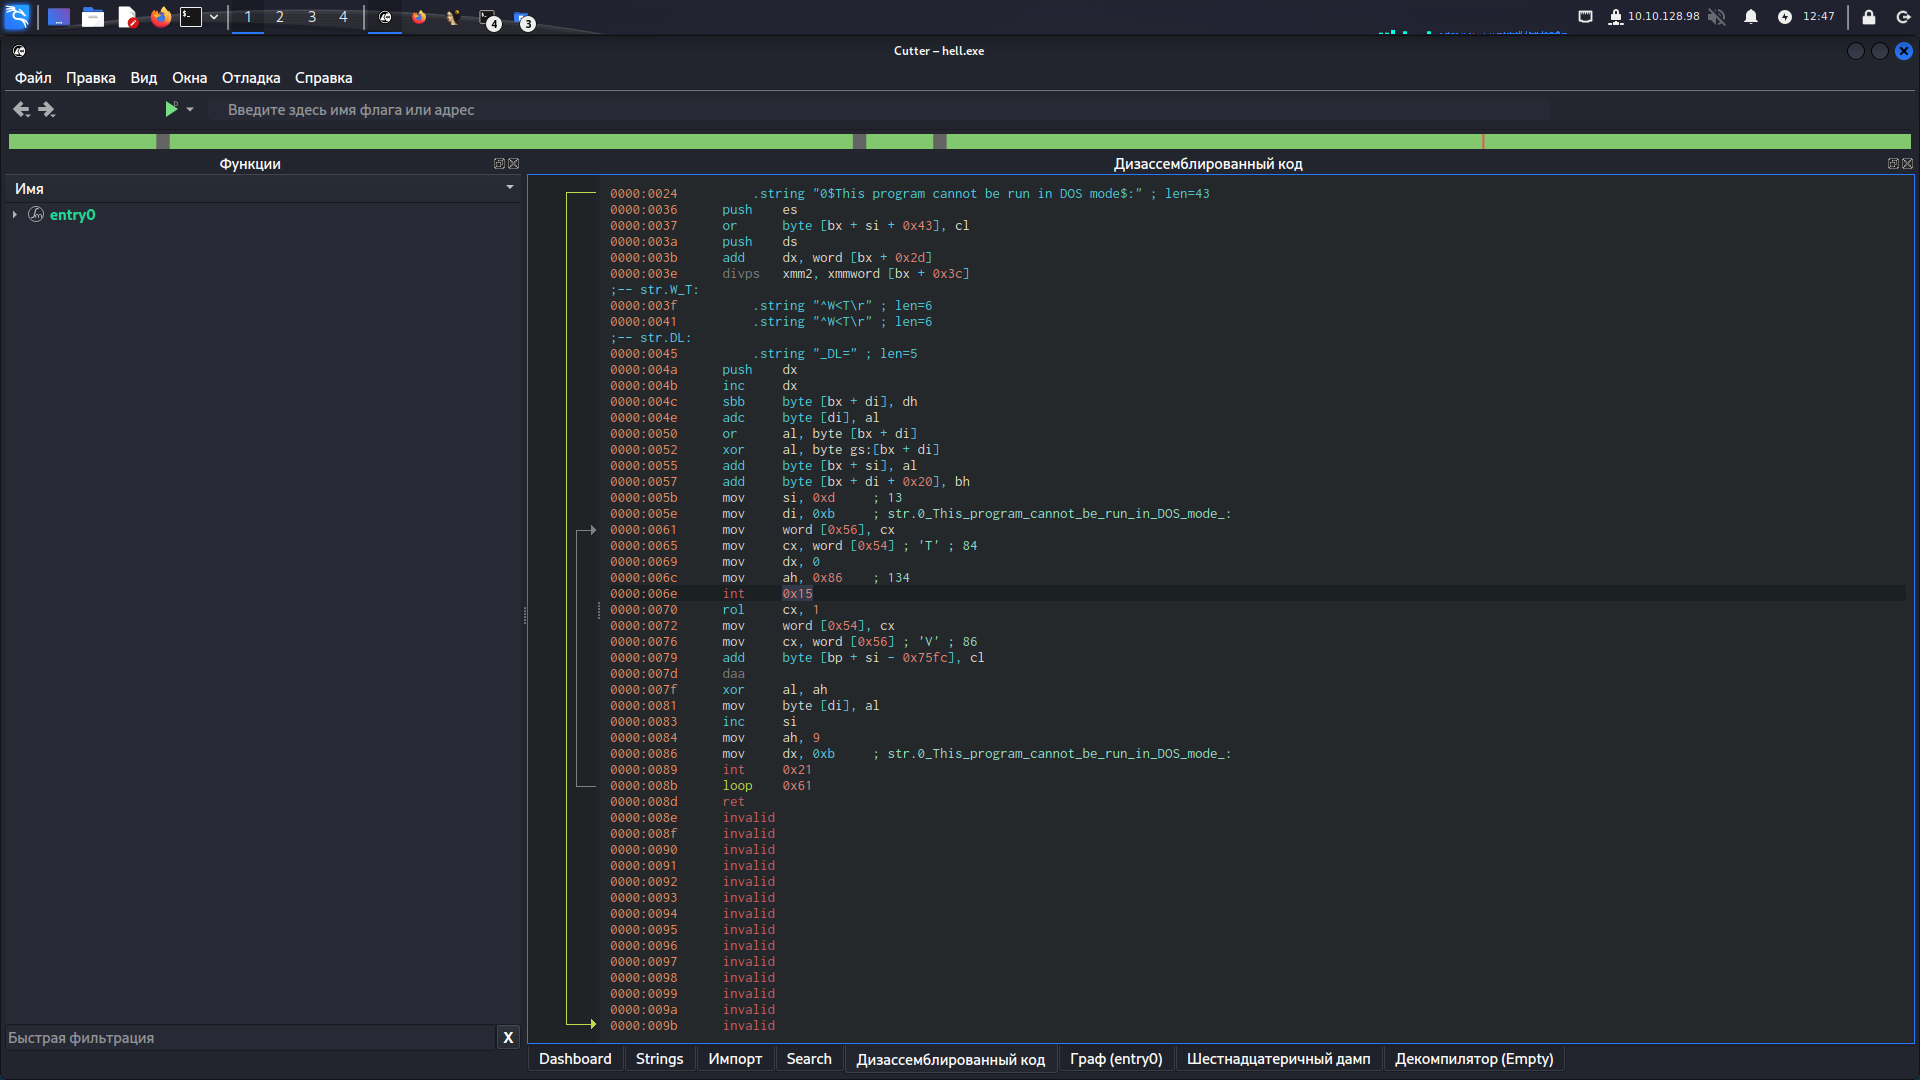 1 2 3 4 4 3 10.10.128.98 12:47
Cutter – hell.exe
Файл Правка Вид Окна Отладка Справка
Введите здесь имя флага или адрес
Функции
Имя
entry0
Быстрая фильтрация X
Дизассемблированный код
0000:0024 .string "0$This program cannot be run in DOS mode$:" ; len=43
0000:0036 push es
0000:0037 or byte [bx + si + 0x43], cl
0000:003a push ds
0000:003b add dx, word [bx + 0x2d]
0000:003e divps xmm2, xmmword [bx + 0x3c]
;-- str.W_T:
0000:003f .string "^W<T\r" ; len=6
0000:0041 .string "^W<T\r" ; len=6
;-- str.DL:
0000:0045 .string "_DL=" ; len=5
0000:004a push dx
0000:004b inc dx
0000:004c sbb byte [bx + di], dh
0000:004e adc byte [di], al
0000:0050 or al, byte [bx + di]
0000:0052 xor al, byte gs:[bx + di]
0000:0055 add byte [bx + si], al
0000:0057 add byte [bx + di + 0x20], bh
0000:005b mov si, 0xd ; 13
0000:005e mov di, 0xb ; str.0_This_program_cannot_be_run_in_DOS_mode_:
0000:0061 mov word [0x56], cx
0000:0065 mov cx, word [0x54] ; 'T' ; 84
0000:0069 mov dx, 0
0000:006c mov ah, 0x86 ; 134
0000:006e int 0x15
0000:0070 rol cx, 1
0000:0072 mov word [0x54], cx
0000:0076 mov cx, word [0x56] ; 'V' ; 86
0000:0079 add byte [bp + si - 0x75fc], cl
0000:007d daa
0000:007f xor al, ah
0000:0081 mov byte [di], al
0000:0083 inc si
0000:0084 mov ah, 9
0000:0086 mov dx, 0xb ; str.0_This_program_cannot_be_run_in_DOS_mode_:
0000:0089 int 0x21
0000:008b loop 0x61
0000:008d ret
0000:008e invalid
0000:008f invalid
0000:0090 invalid
0000:0091 invalid
0000:0092 invalid
0000:0093 invalid
0000:0094 invalid
0000:0095 invalid
0000:0096 invalid
0000:0097 invalid
0000:0098 invalid
0000:0099 invalid
0000:009a invalid
0000:009b invalid
Dashboard Strings Импорт Search Дизассемблированный код Граф (entry0) Шестнадцатеричный дамп Декомпилятор (Empty)